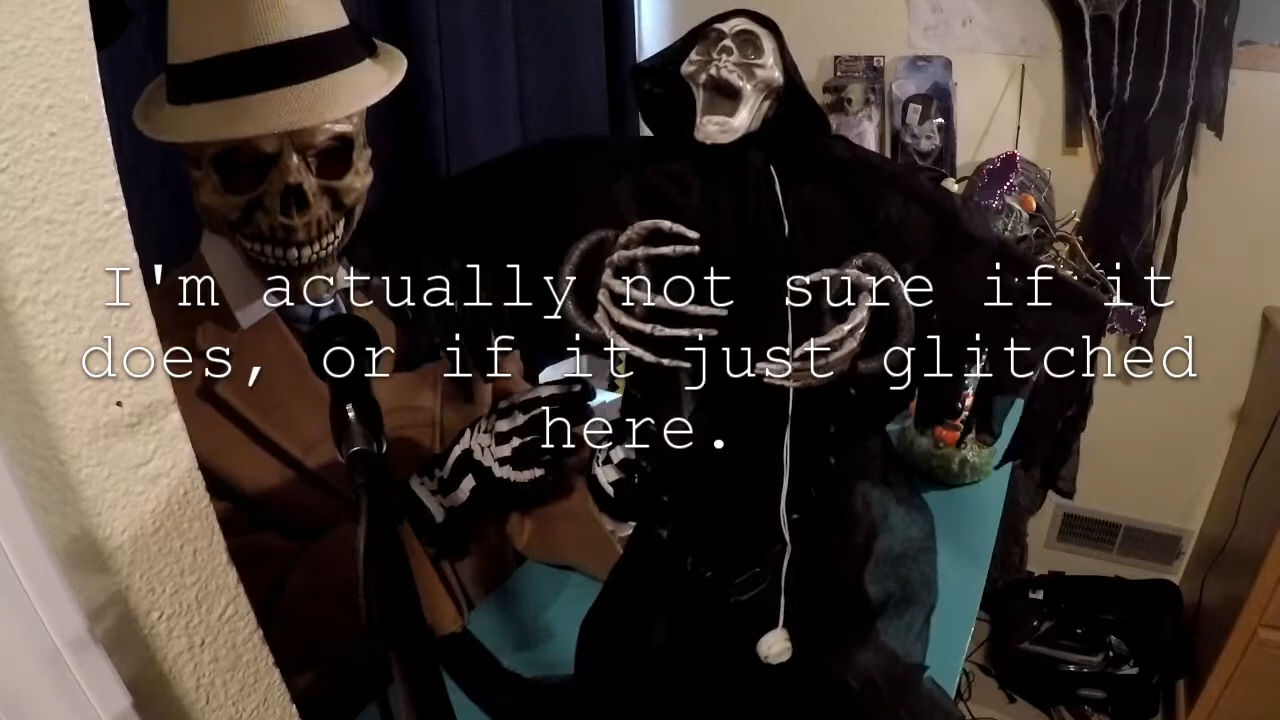 I'm actually not sure if it
does, or if it just glitched
here.